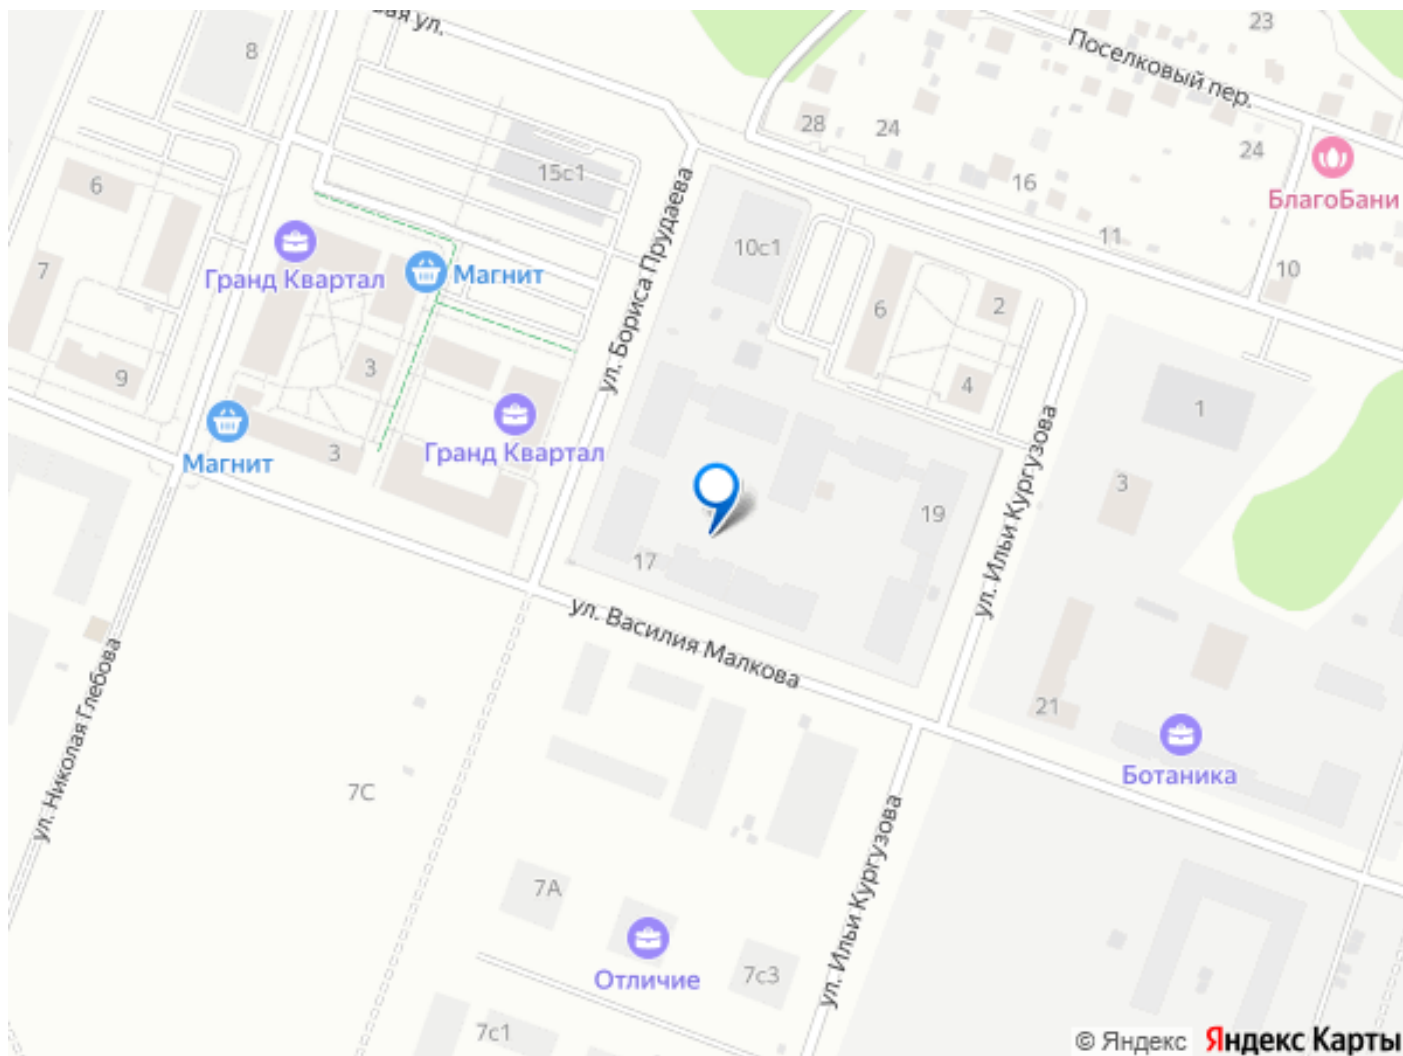 вая ул.
23
8
Поселковый пер.
28
24
24
15с1
6
16
БлагоБани
ул. Бориса Прудаева
10с1
11
7
Гранд Квартал
Магнит
10
6
2
3
9
4
1
Гранд Квартал
3
Магнит
ул. Ильи Кургузова
3
19
17
ул. Василия Малкова
ул. Николая Глебова
21
Ботаника
7С
ул. Ильи Кургузова
7А
Отличие
7с3
7с1
© Яндекс Яндекс Карты